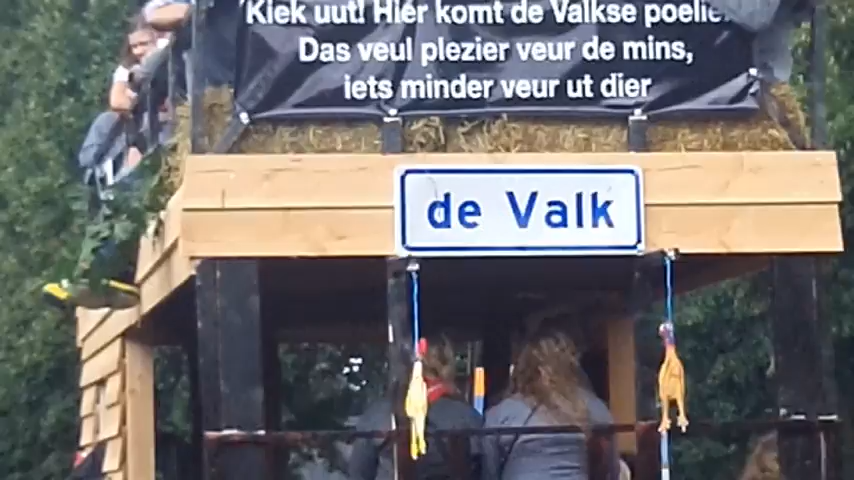 'Kiek uut! Hier komt de Valkse poelier
Das veul plezier veur de mins,
iets minder veur ut dier
de Valk